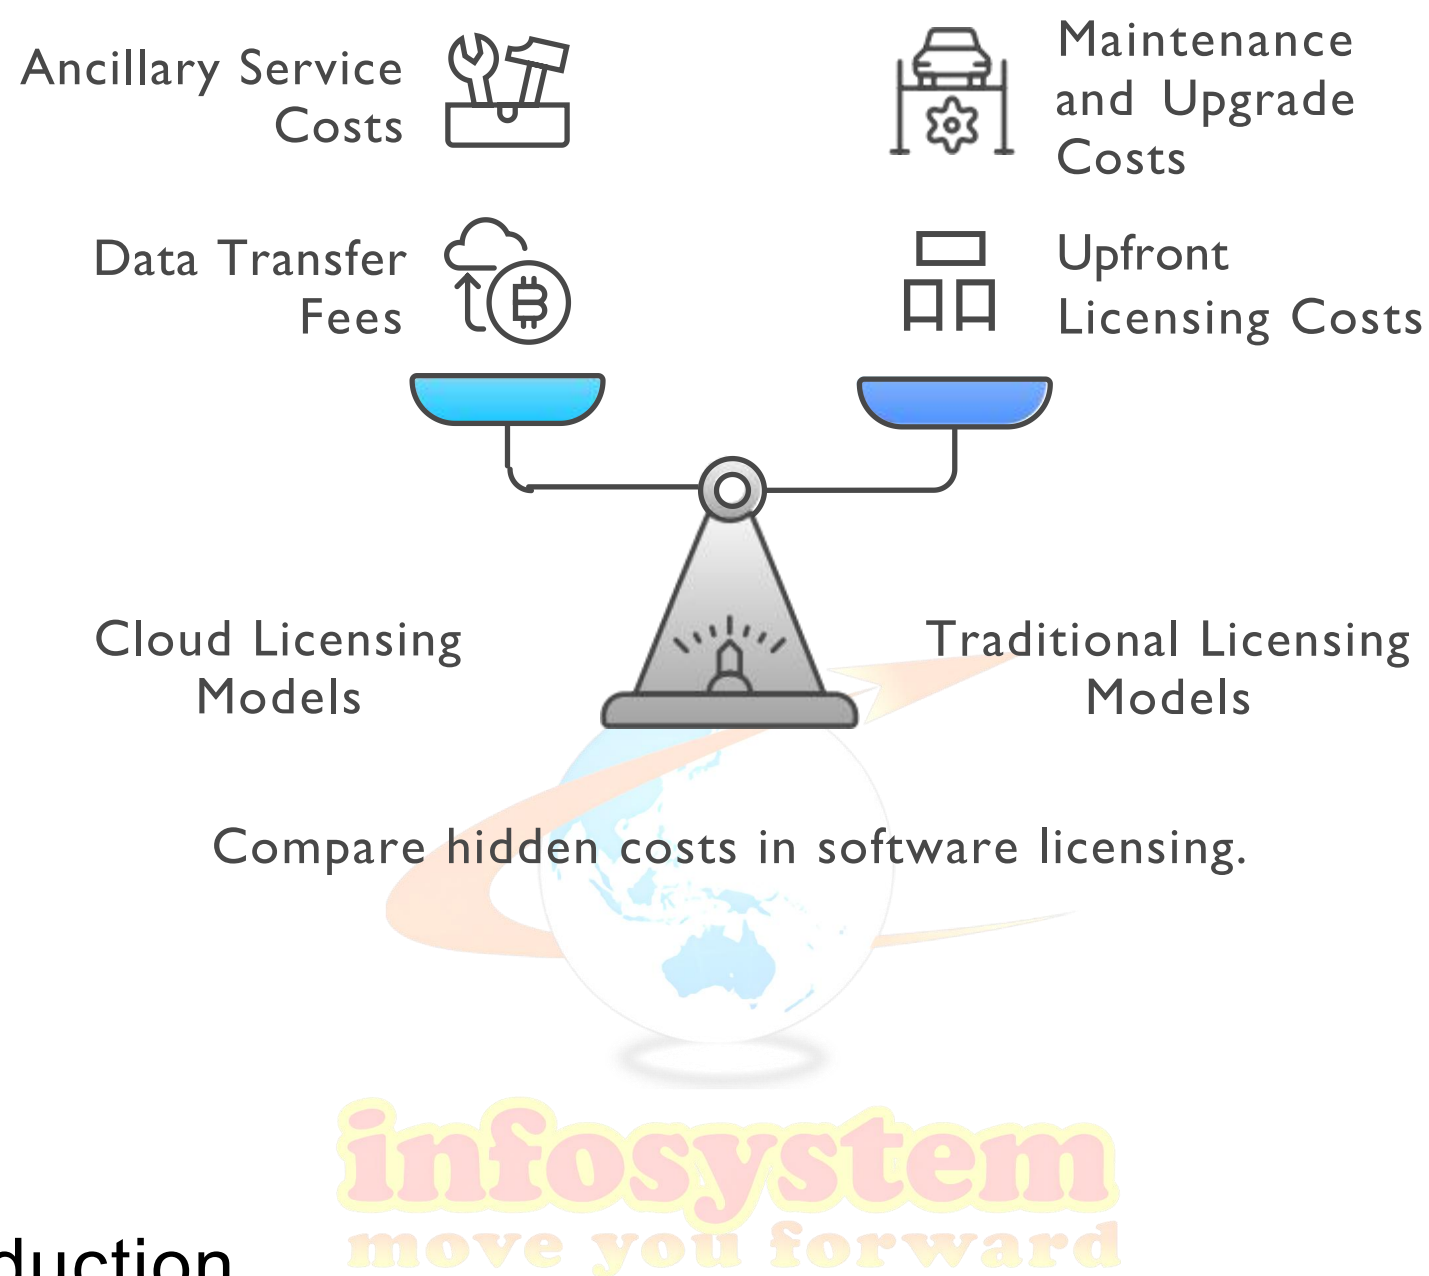 Ancillary Service
Costs
Data Transfer
Fees
Maintenance
and Upgrade
Costs
Upfront
Licensing Costs
Cloud Licensing
Models
Traditional Licensing
Models
Compare hidden costs in software licensing.
infosystem
move you forward
duction